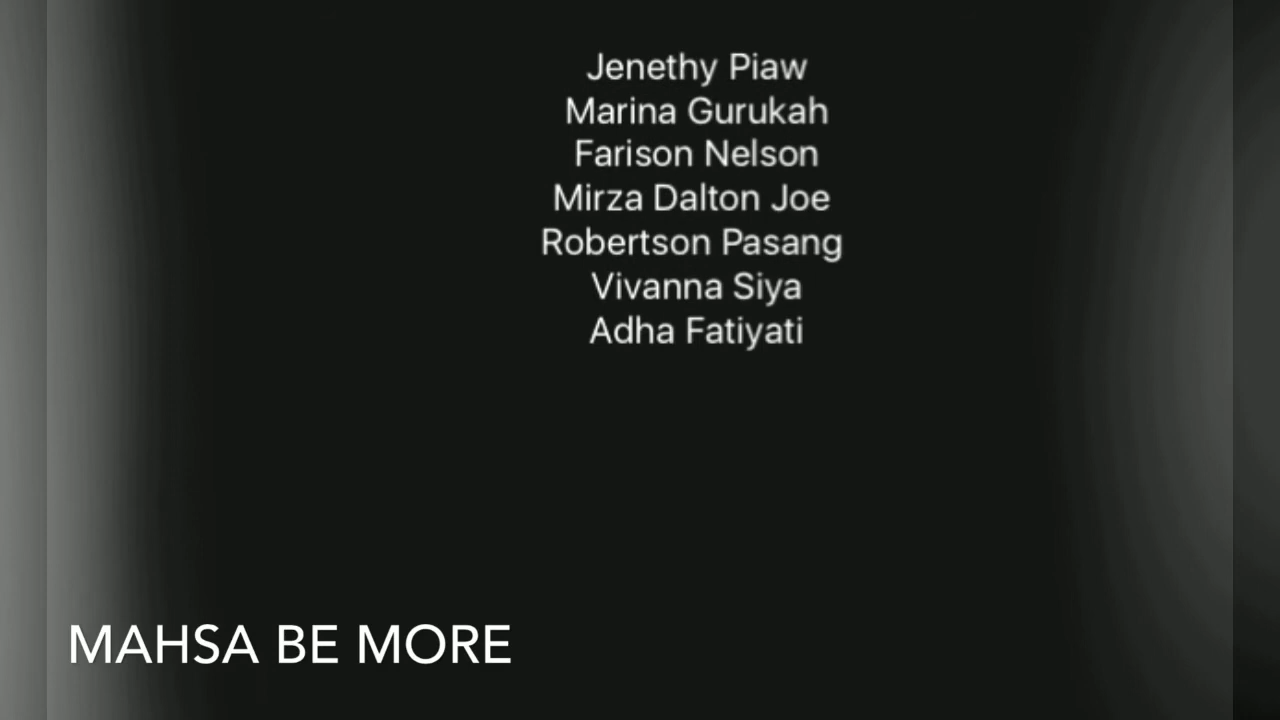 Jenethy Piaw
Marina Gurukah
Farison Nelson
Mirza Dalton Joe
Robertson Pasang
Vivanna Siya
Adha Fatiyati
MAHSA BE MORE